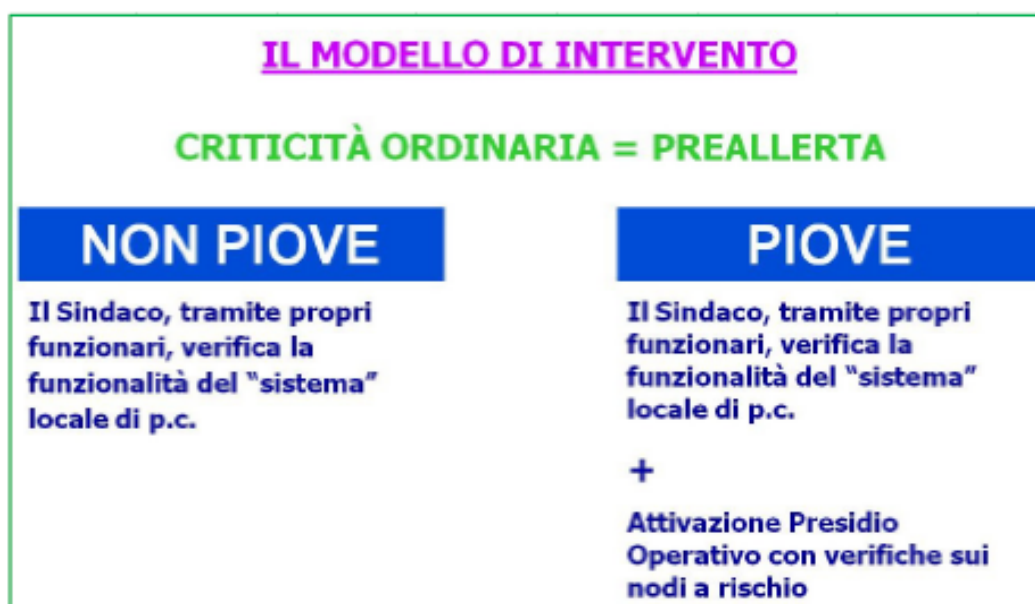 IL MODELLO DI INTERVENTO
CRITICITÀ ORDINARIA = PREALLERTA
NON PIOVE
Il Sindaco, tramite propri
funzionari, verifica la
funzionalità del “sistema”
locale di p.c.
PIOVE
Il Sindaco, tramite propri
funzionari, verifica la
funzionalità del “sistema”
locale di p.c.
+
Attivazione Presidio
Operativo con verifiche sui
nodi a rischio